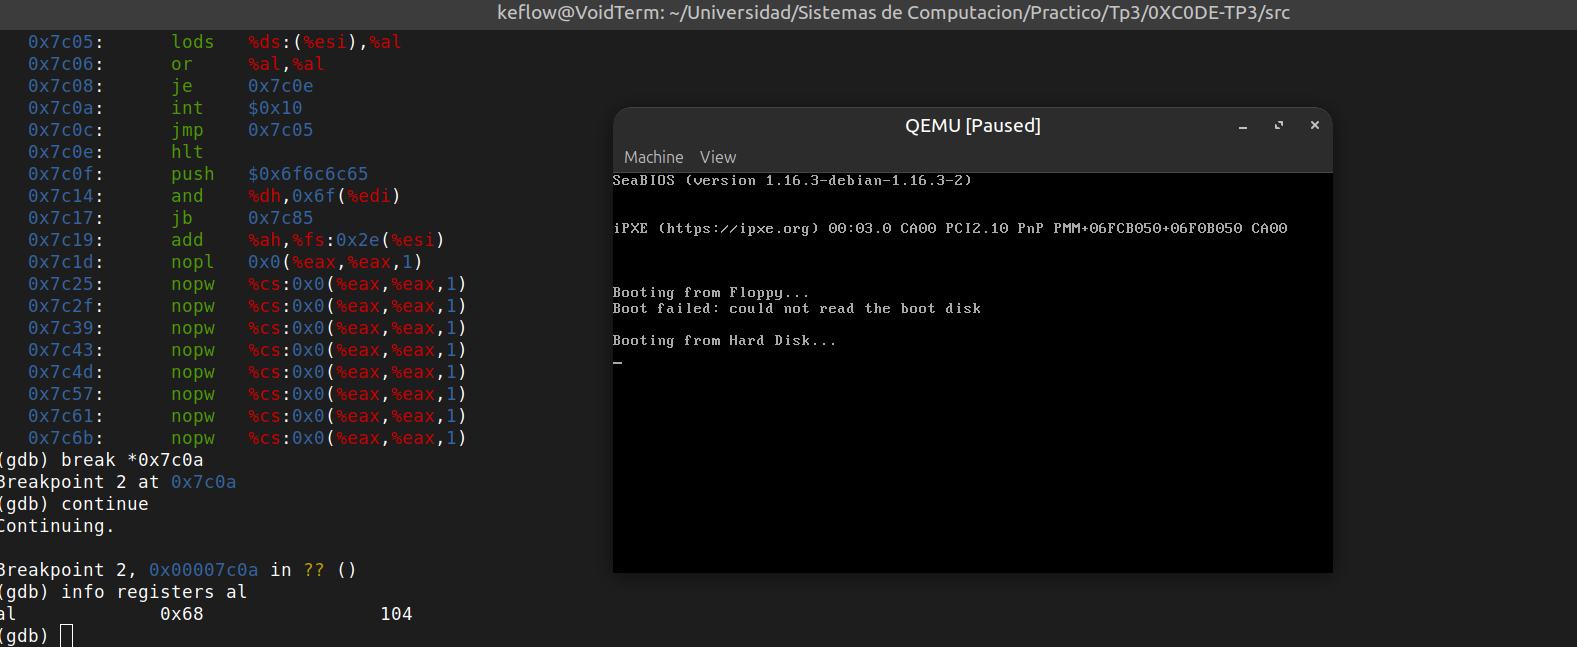 keflow@VoidTerm: ~/Universidad/Sistemas de Computacion/Practico/Tp3/0XC0DE-TP3/src
0x7c05: lods %ds:(%esi),%al
0x7c06: or %al,%al
0x7c08: je 0x7c0e
0x7c0a: int $0x10
0x7c0c: jmp 0x7c05
0x7c0e: hlt
0x7c0f: push $0x6f6c6c65
0x7c14: and %dh,0x6f(%edi)
0x7c17: jb 0x7c85
0x7c19: add %ah,%fs:0x2e(%esi)
0x7c1d: nopl 0x0(%eax,%eax,1)
0x7c25: nopw %cs:0x0(%eax,%eax,1)
0x7c2f: nopw %cs:0x0(%eax,%eax,1)
0x7c39: nopw %cs:0x0(%eax,%eax,1)
0x7c43: nopw %cs:0x0(%eax,%eax,1)
0x7c4d: nopw %cs:0x0(%eax,%eax,1)
0x7c57: nopw %cs:0x0(%eax,%eax,1)
0x7c61: nopw %cs:0x0(%eax,%eax,1)
0x7c6b: nopw %cs:0x0(%eax,%eax,1)
(gdb) break *0x7c0a
Breakpoint 2 at 0x7c0a
(gdb) continue
Continuing.
Breakpoint 2, 0x00007c0a in ?? ()
(gdb) info registers al
al 0x68 104
(gdb)
QEMU [Paused]
Machine View
SeaBIOS (version 1.16.3-debian-1.16.3-2)
iPXE (https://ipxe.org) 00:03.0 CA00 PCI2.10 PnP PMM+06FCB050+06F0B050 CA00
Booting from Floppy...
Boot failed: could not read the boot disk
Booting from Hard Disk...